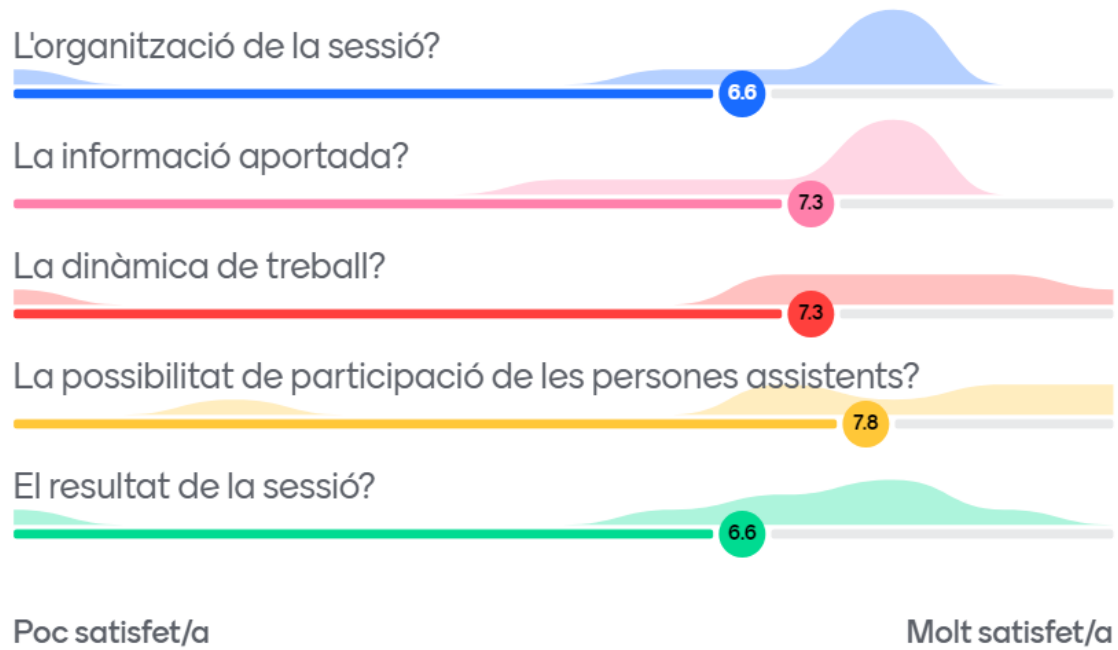 L'organització de la sessió?
6.6
La informació aportada?
7.3
La dinàmica de treball?
7.3
La possibilitat de participació de les persones assistents?
7.8
El resultat de la sessió?
6.6
Poc satisfet/a
Molt satisfet/a